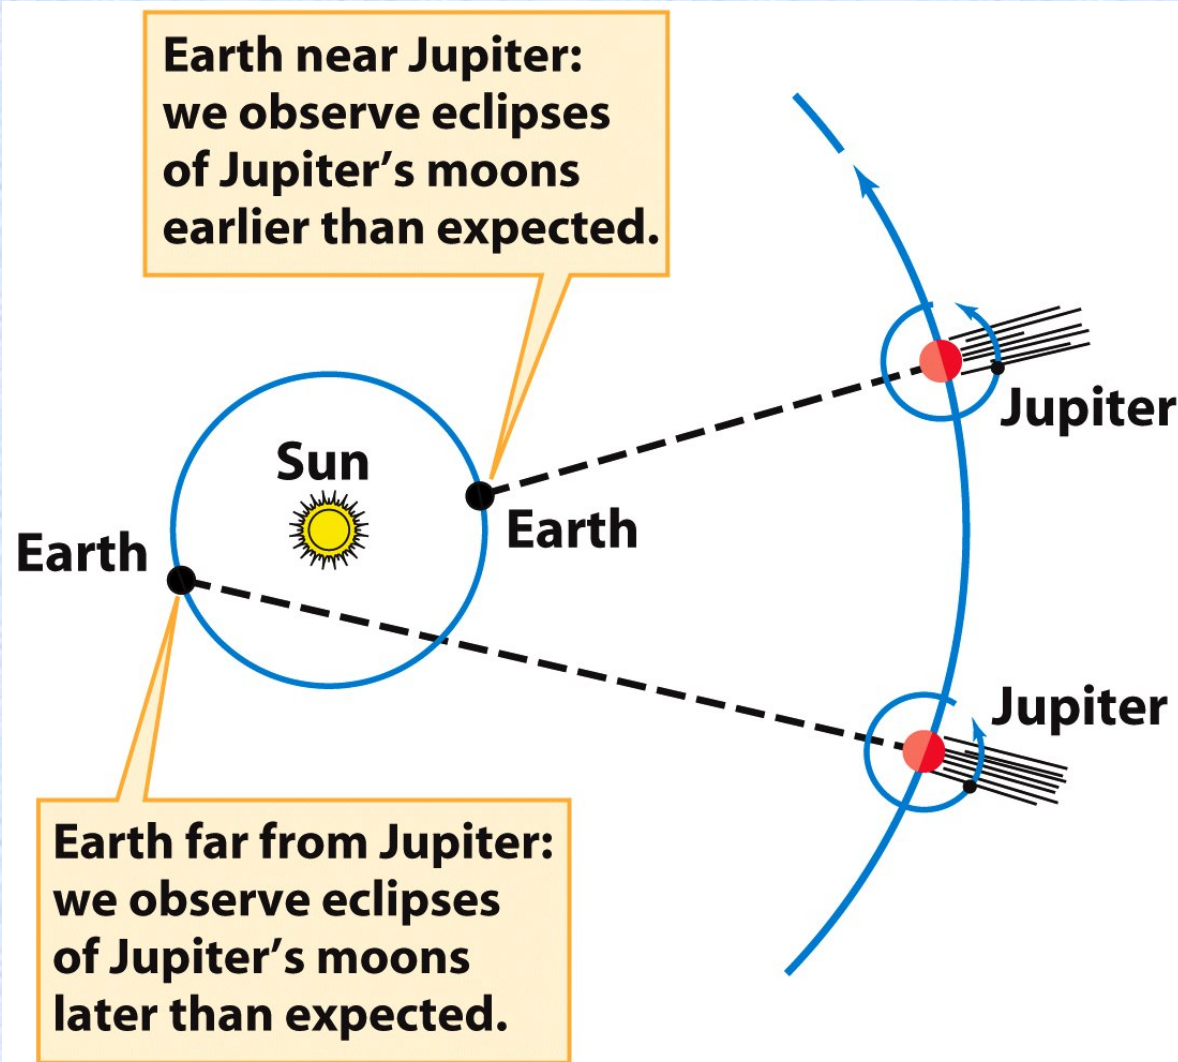 Earth near Jupiter:
we observe eclipses
of Jupiter’s moons
earlier than expected.
Jupiter
Sun
Earth
Earth
Jupiter
Earth far from Jupiter:
we observe eclipses
of Jupiter’s moons
later than expected.